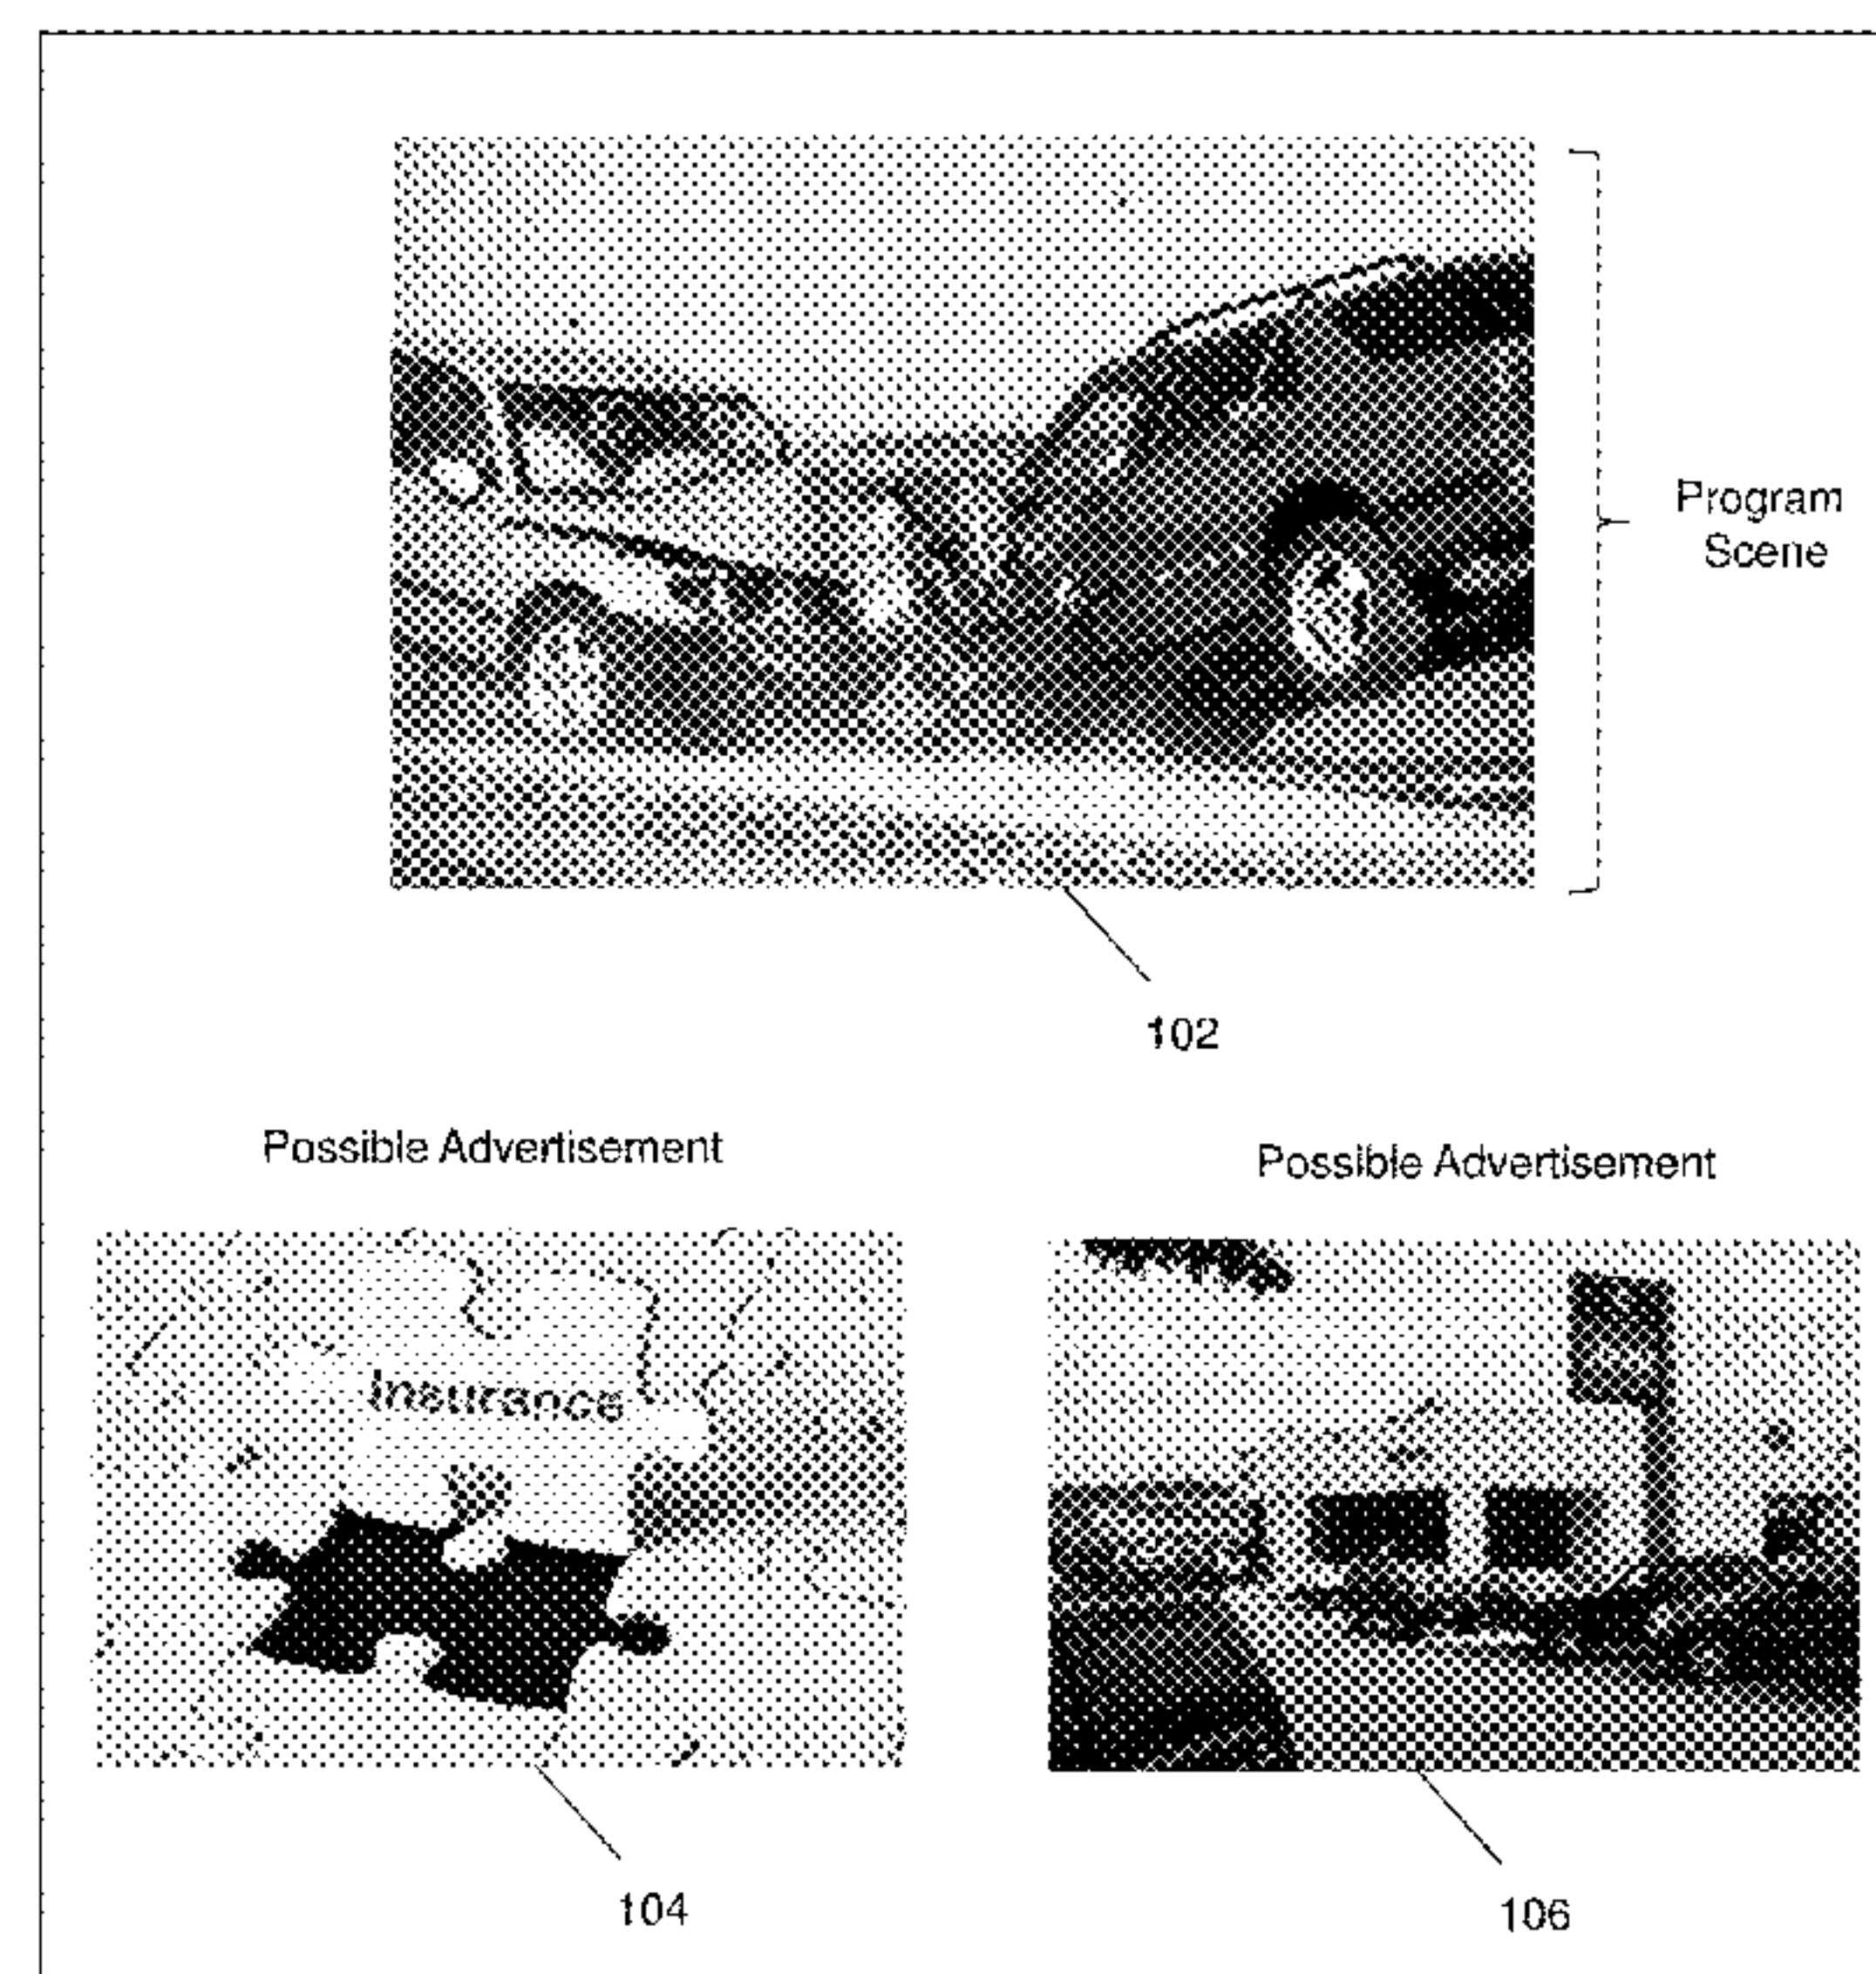 Program
Scene
102
Possible Advertisement
Possible Advertisement
Insurance
104
106